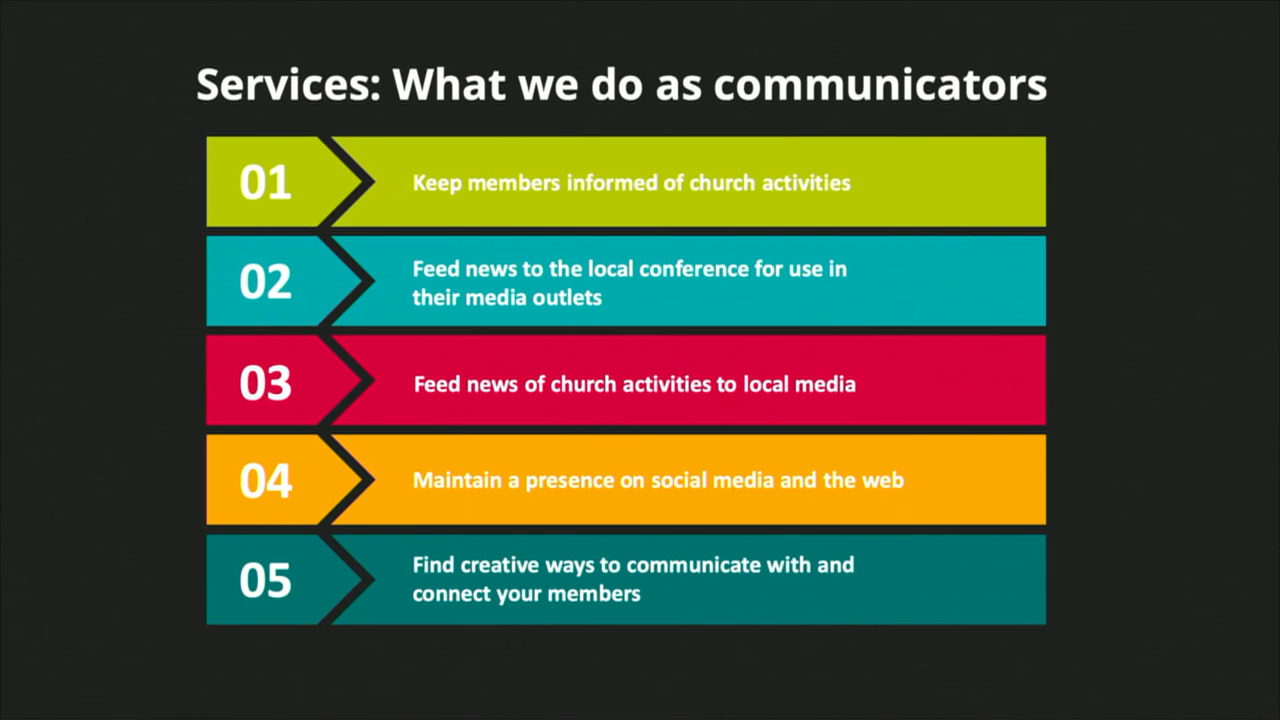 Services: What we do as communicators
01
Keep members informed of church activities
02
Feed news to the local conference for use in
their media outlets
03
Feed news of church activities to local media
04
Maintain a presence on social media and the web
05
Find creative ways to communicate with and
connect your members